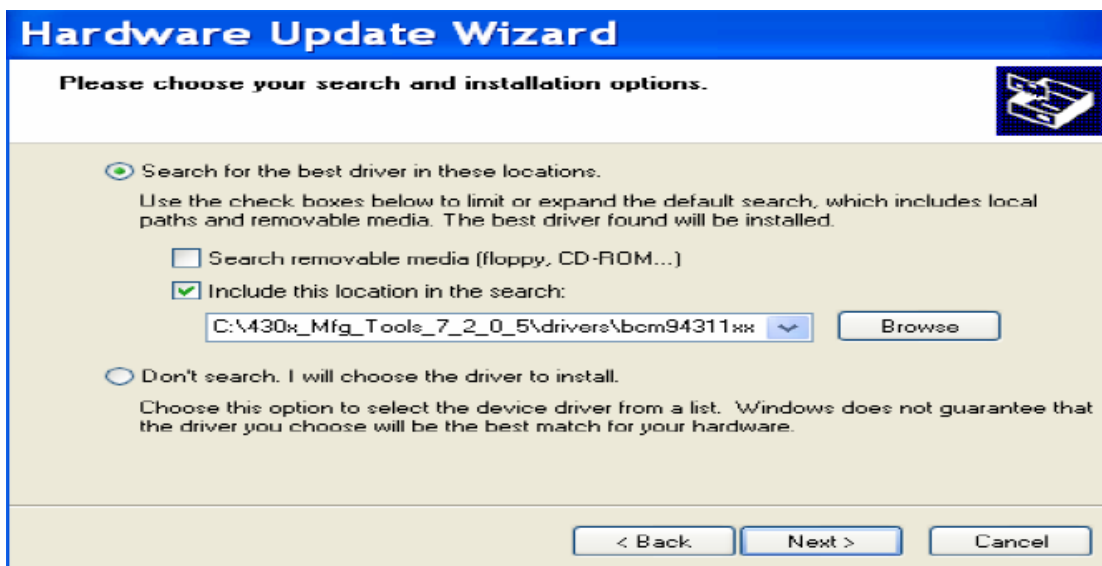 Hardware Update Wizard
Please choose your search and installation options.
Search for the best driver in these locations.
Use the check boxes below to limit or expand the default search, which includes local
paths and removable media. The best driver found will be installed.
Search removable media (floppy, CD-ROM...)
Include this location in the search:
C:\430x_Mfg_Tools_7_2_0_5\drivers\bcm94311xx Browse
Don't search. I will choose the driver to install.
Choose this option to select the device driver from a list. Windows does not guarantee that
the driver you choose will be the best match for your hardware.
< Back Next > Cancel